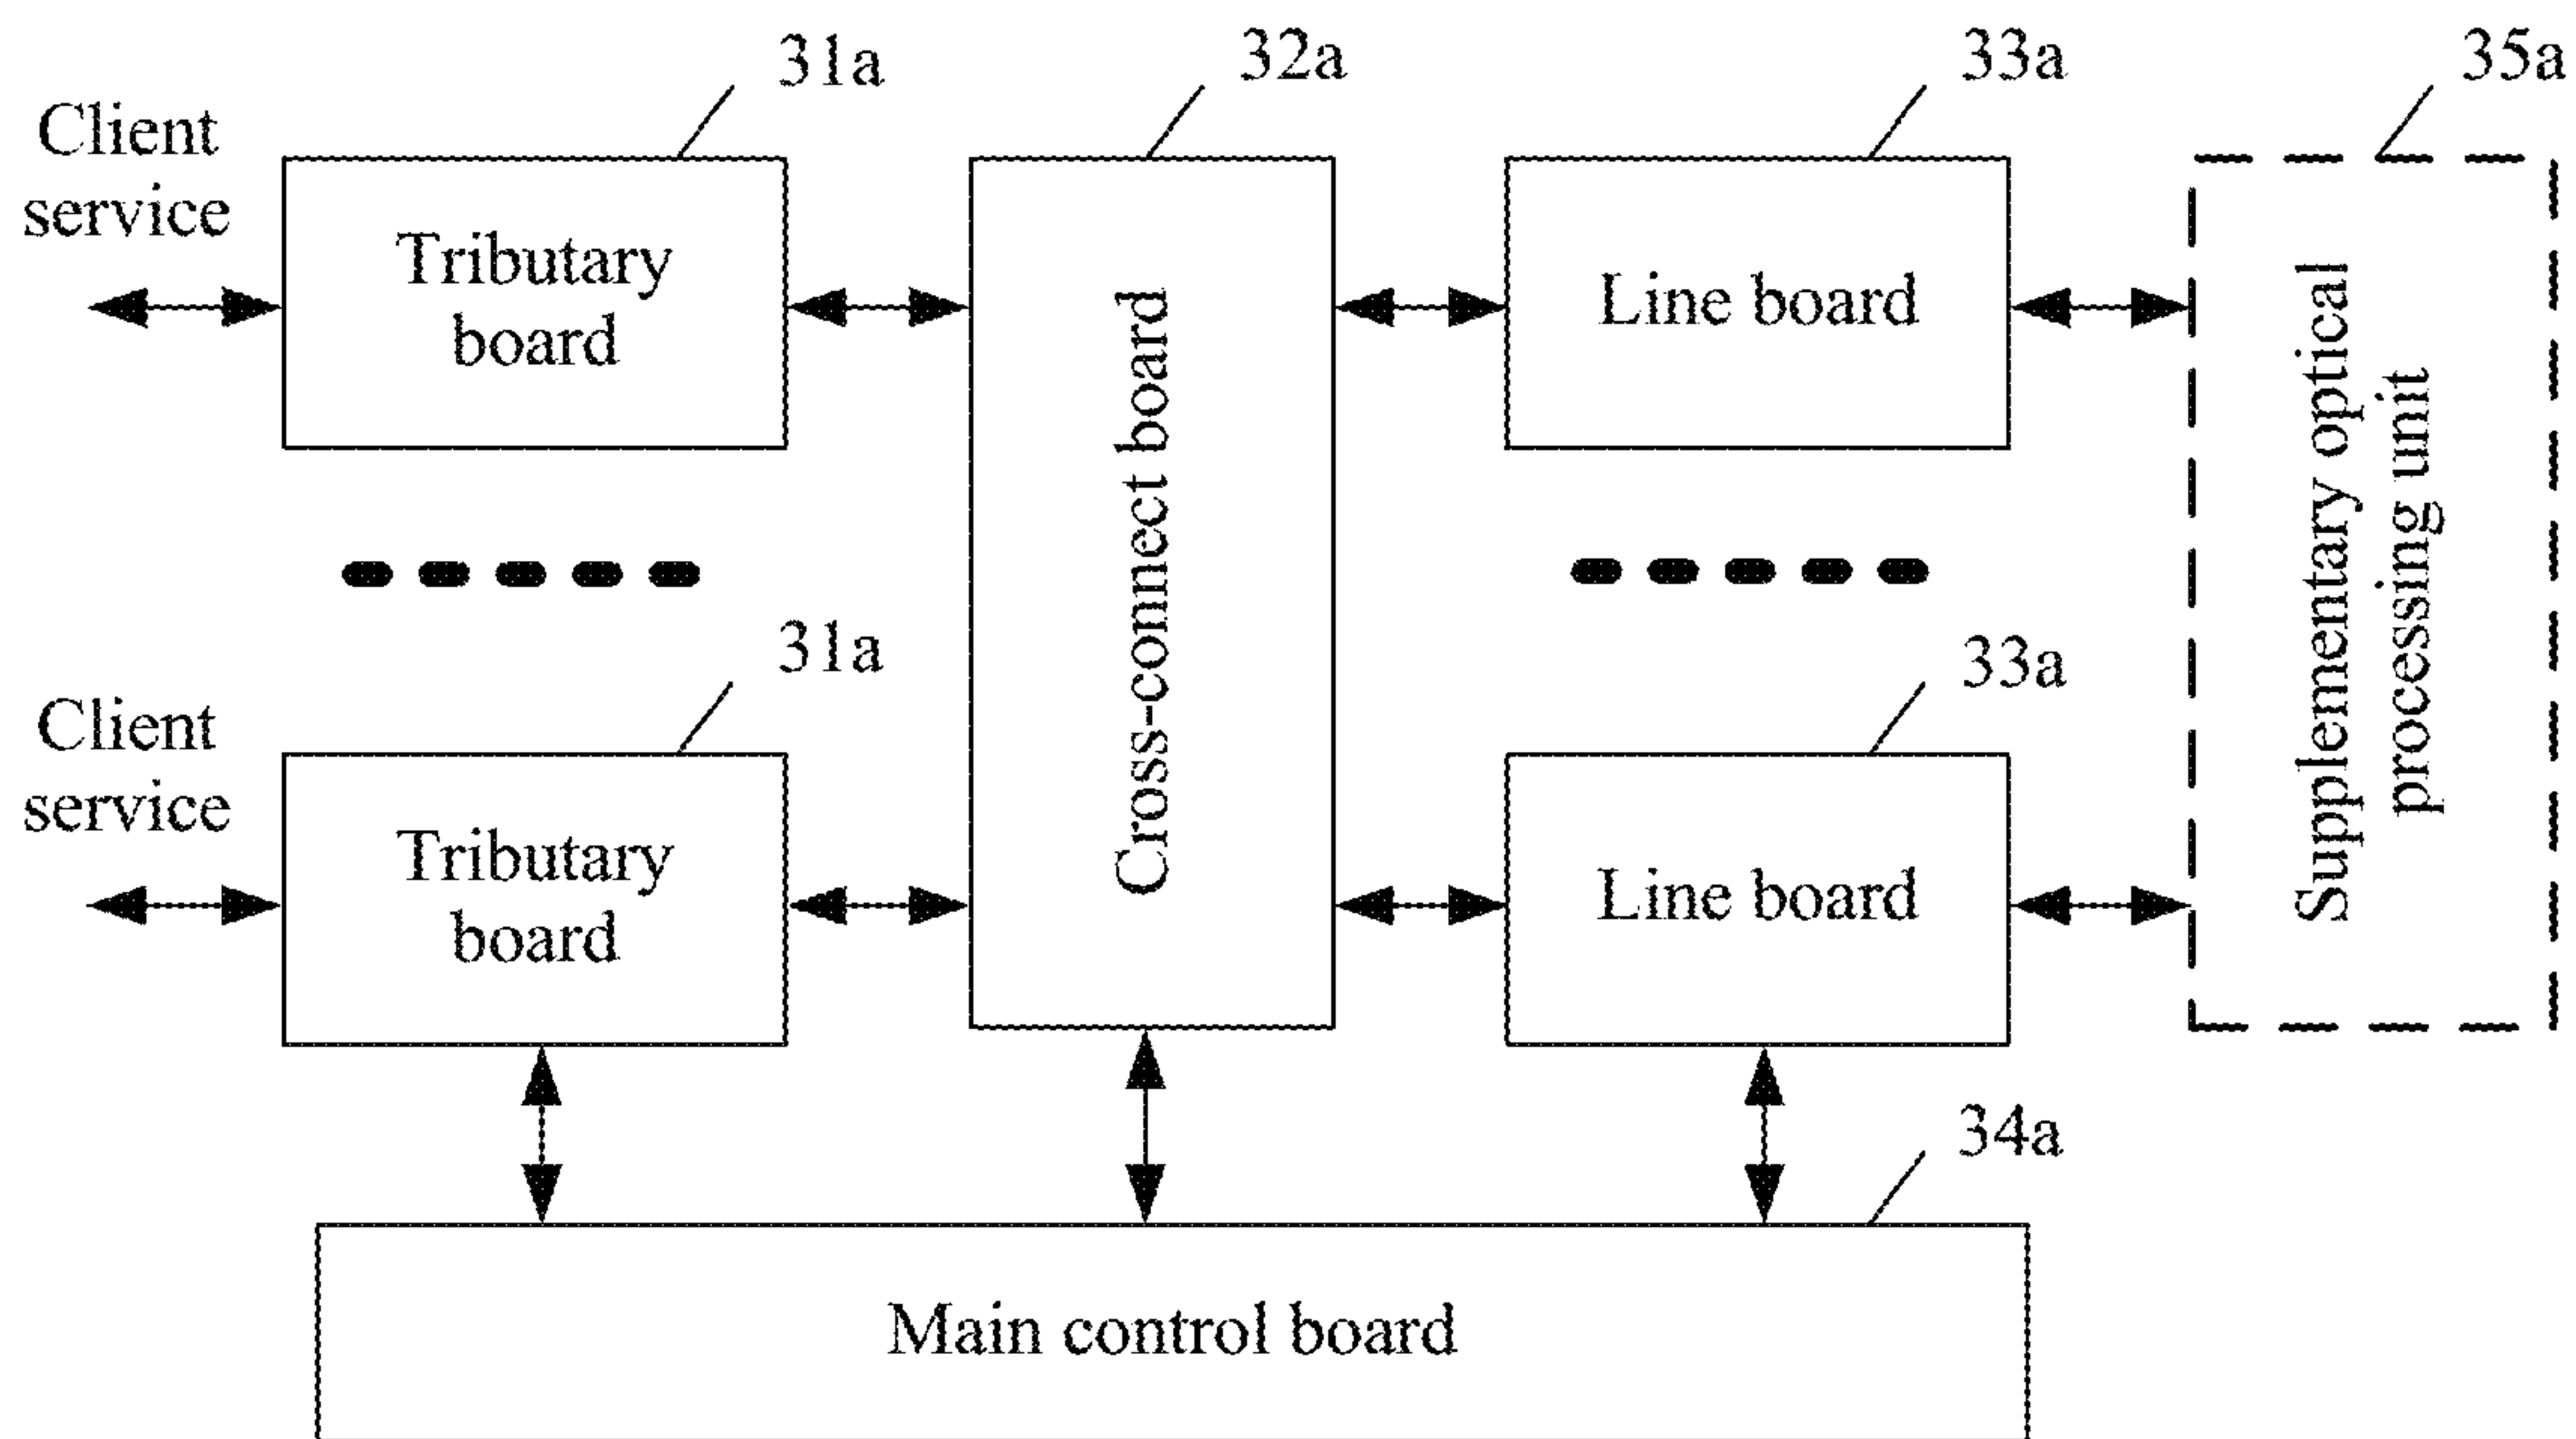 31a
32a
33a
35a
Client
service
Tributary
board
Cross-connect board
Line board
Supplementary optical
processing unit
31a
33a
Client
service
Tributary
board
Line board
34a
Main control board